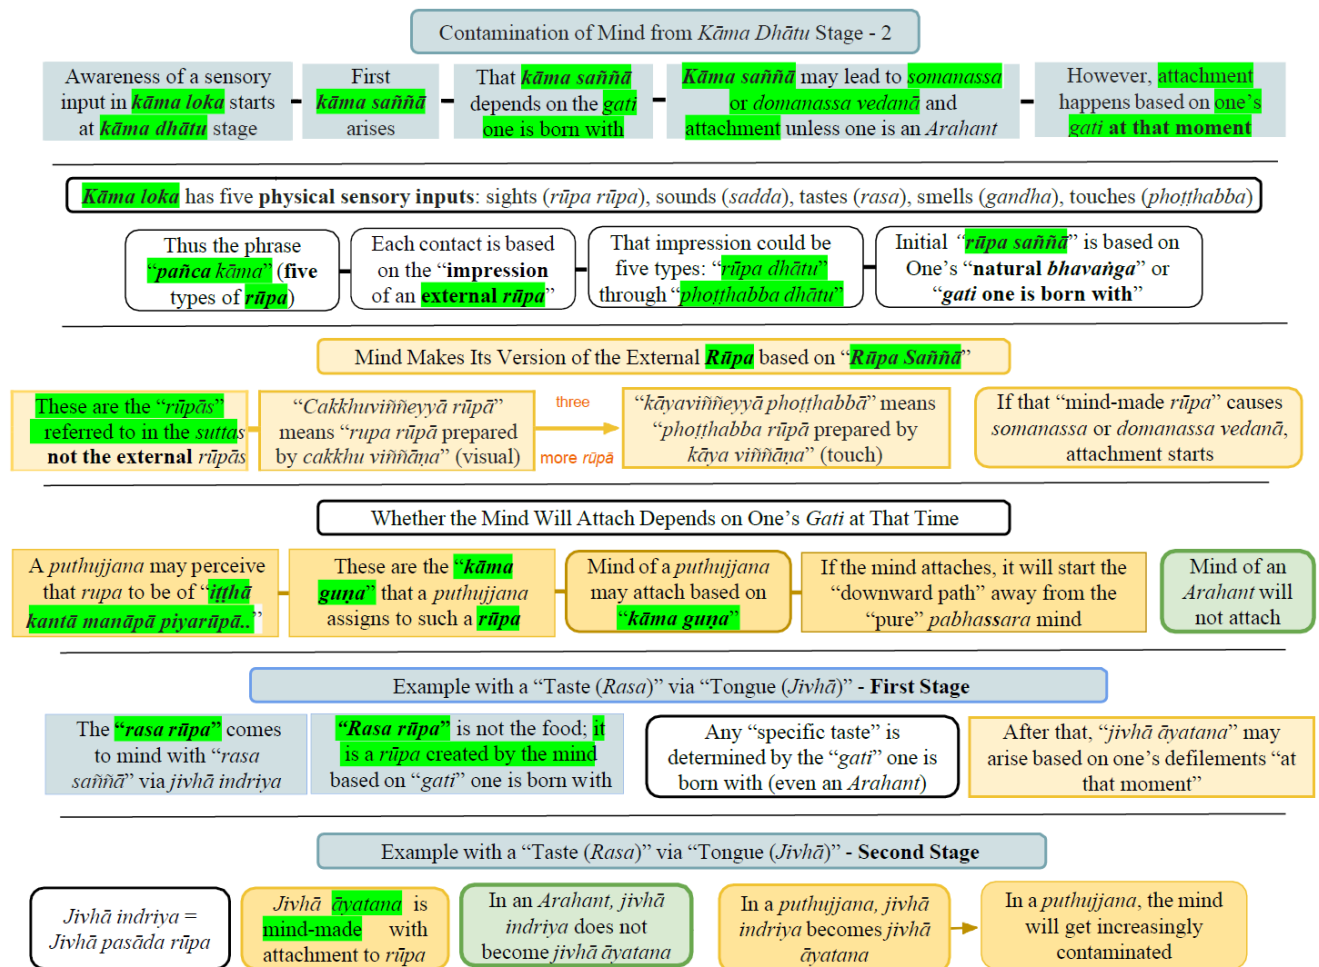 Contamination of Mind from Kāma Dhātu Stage - 2
Awareness of a sensory
input in kāma loka starts
at kāma dhātu stage
First
kāma saññā
arises
That kāma saññā
depends on the gati
one is born with
Kāma saññā may lead to somanassa
or domanassa vedanā and
attachment unless one is an Arahant
However, attachment
happens based on one’s
gati at that moment
Kāma loka has five physical sensory inputs: sights (rūpa rūpa), sounds (sadda), tastes (rasa), smells (gandha), touches (phoṭṭhabba)
Thus the phrase
“pañca kāma” (five
types of rūpa)
Each contact is based
on the “impression
of an external rūpa”
That impression could be
five types: “rūpa dhātu”
through “phoṭṭhabba dhātu”
Initial “rūpa saññā” is based on
One’s “natural bhavaṅga” or
“gati one is born with”
Mind Makes Its Version of the External Rūpa based on “Rūpa Saññā”
These are the “rūpās”
referred to in the suttas
not the external rūpās
“Cakkhuviññeyyā rūpā”
means “rupa rūpā prepared
by cakkhu viññāṇa” (visual)
three
more rūpā
“kāyaviññeyyā phoṭṭhabbā” means
“phoṭṭhabba rūpā prepared by
kāya viññāṇa” (touch)
If that “mind-made rūpa” causes
somanassa or domanassa vedanā,
attachment starts
Whether the Mind Will Attach Depends on One’s Gati at That Time
A puthujjana may perceive
that rupa to be of “iṭṭhā
kantā manāpā piyarūpā..”
These are the “kāma
guṇa” that a puthujjana
assigns to such a rūpa
Mind of a puthujjana
may attach based on
“kāma guṇa”
If the mind attaches, it will start the
“downward path” away from the
“pure” pabhassara mind
Mind of an
Arahant will
not attach
Example with a “Taste (Rasa)” via “Tongue (Jivhā)” - First Stage
The “rasa rūpa” comes
to mind with “rasa
saññā” via jivhā indriya
“Rasa rūpa” is not the food; it
is a rūpa created by the mind
based on “gati” one is born with
Any “specific taste” is
determined by the “gati” one is
born with (even an Arahant)
After that, “jivhā āyatana” may
arise based on one’s defilements “at
that moment”
Example with a “Taste (Rasa)” via “Tongue (Jivhā)” - Second Stage
Jivhā indriya =
Jivhā pasāda rūpa
Jivhā āyatana is
mind-made with
attachment to rūpa
In an Arahant, jivhā
indriya does not
become jivhā āyatana
In a puthujjana, jivhā
indriya becomes jivhā
āyatana
In a puthujjana, the mind
will get increasingly
contaminated